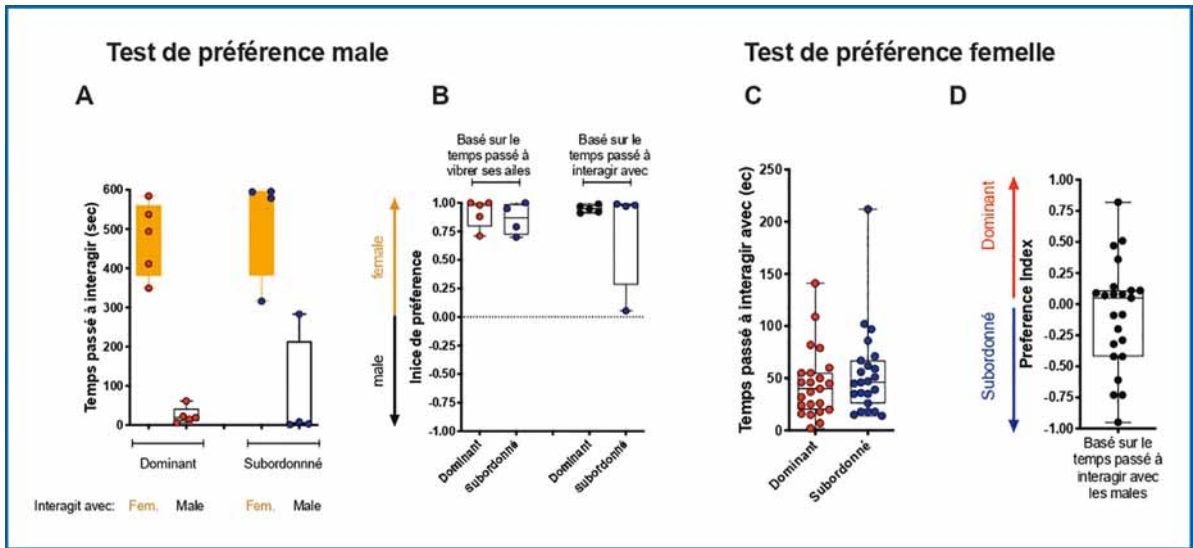 Test de préférence male
Test de préférence femelle
A
B
C
D
Temps passé à interagir (sec)
600
500
400
300
200
100
0
Dominant
Subordonnné
Interagit avec:
Fem.
Male
Fem.
Male
female
male
Basé sur le
temps passé à
vibrer ses ailes
Basé sur le
temps passé à
interagir avec
Inice de préference
1.00
0.75
0.50
0.25
0.00
-0.25
-0.50
-0.75
-1.00
Dominant
Subordonné
Dominant
Subordonné
Temps passé à interagir avec (ec)
250
200
150
100
50
0
Dominant
Subordonné
Dominant
Subordonné
Preference Index
1.00
0.75
0.50
0.25
0.00
-0.20
-0.50
-0.75
-1.00
Basé sur le
temps passé à
interagir avec
les males